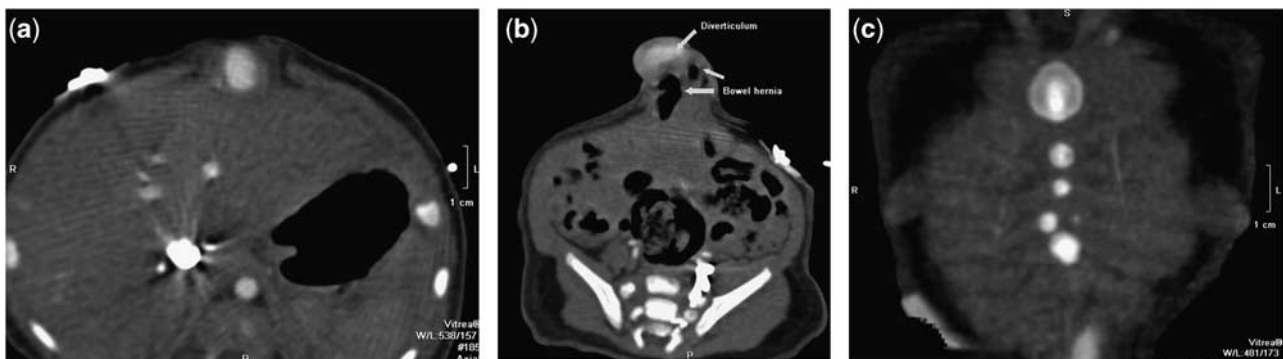 (a)
R
L
1 cm
Vitrea®
W/L:538/157
#185
(b)
Diverticulum
Bowel hernia
P
(c)
S
R
L
1 cm
Vitrea®
W/L:481/173